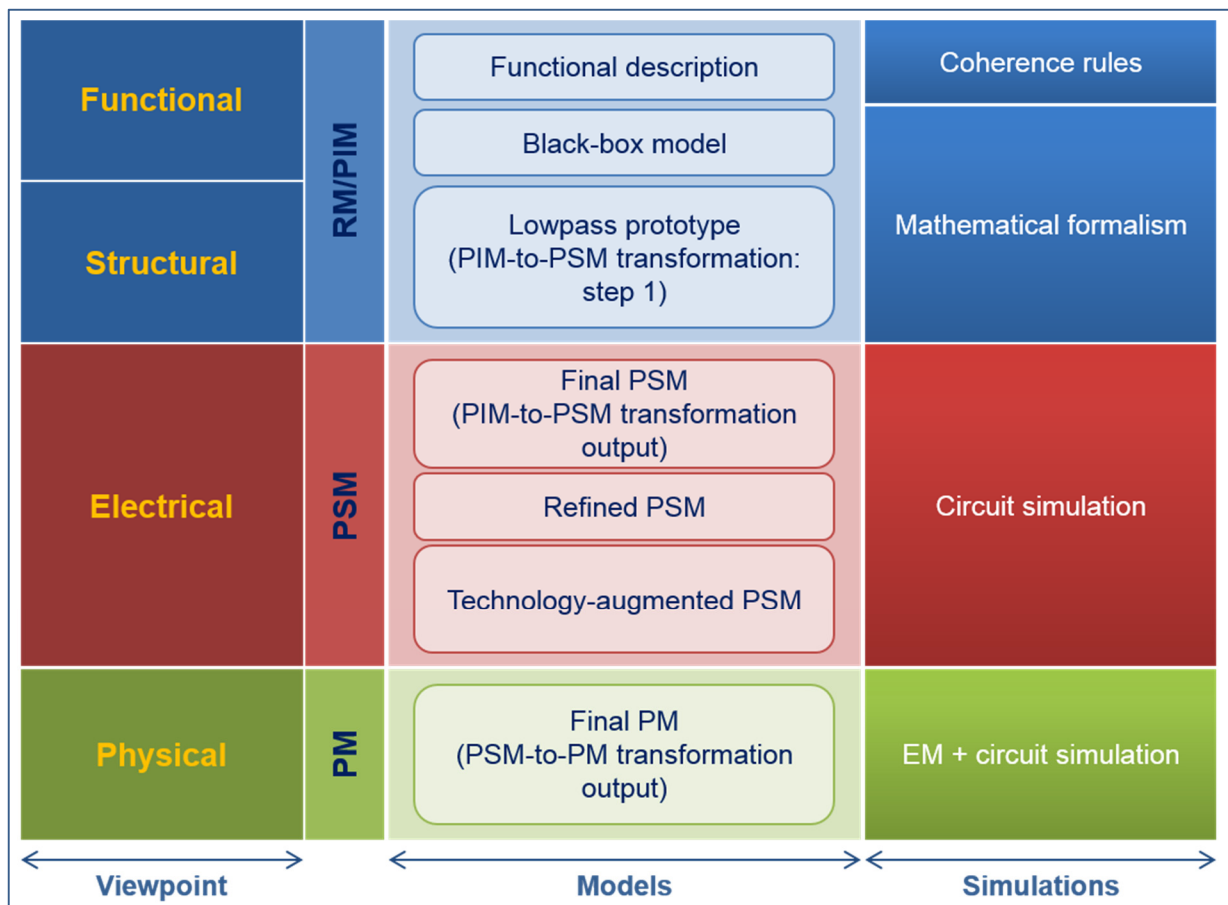 Functional
Structural
RM/PIM
Functional description
Black-box model
Lowpass prototype
(PIM-to-PSM transformation:
step 1)
Coherence rules
Mathematical formalism
Electrical
PSM
Final PSM
(PIM-to-PSM transformation
output)
Refined PSM
Technology-augmented PSM
Circuit simulation
Physical
PM
Final PM
(PSM-to-PM transformation
output)
EM + circuit simulation
Viewpoint
Models
Simulations